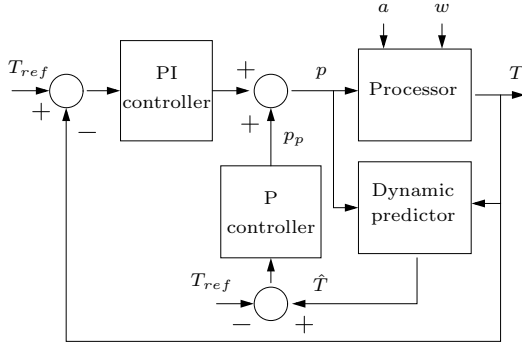 a w
T_ref + − PI controller + + p Processor T
p_p
P controller
Dynamic predictor
T_ref − + T̂